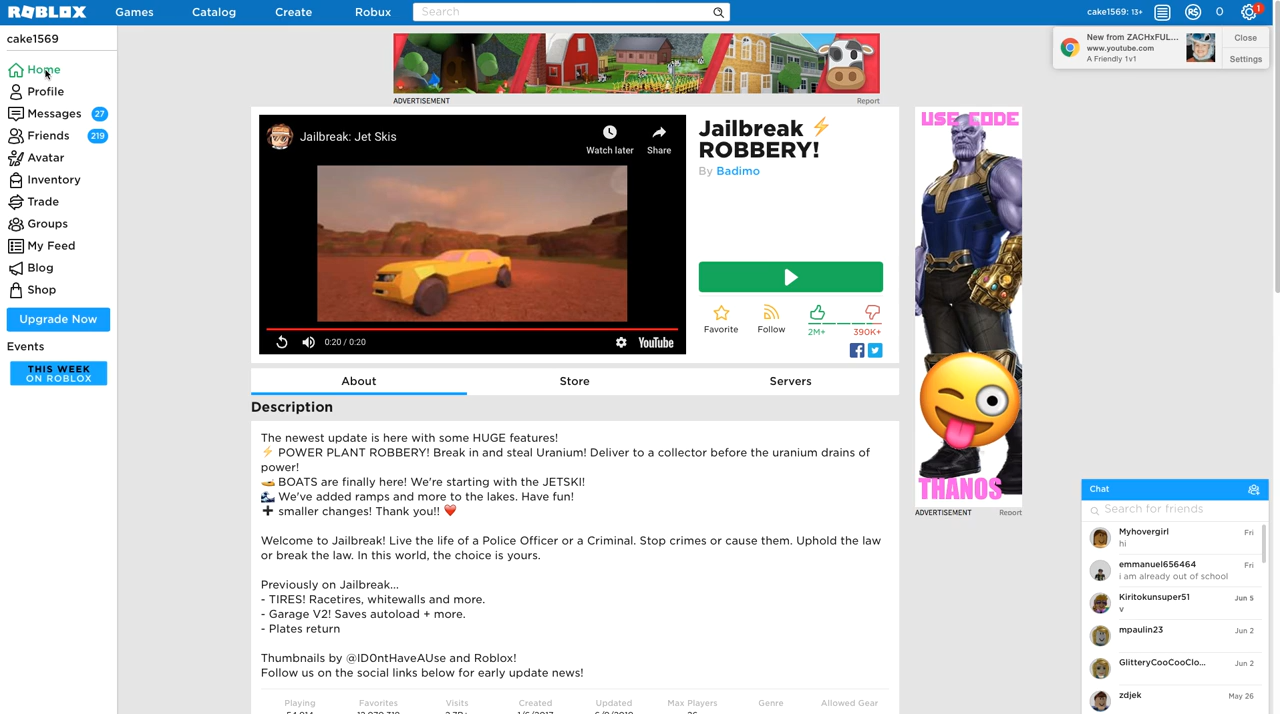 ROBLOX Games Catalog Create Robux Search cake1569: 13+ 0 1
cake1569
Home
Profile
Messages 27
Friends 219
Avatar
Inventory
Trade
Groups
My Feed
Blog
Shop
Upgrade Now
Events
THIS WEEK
ON ROBLOX
ADVERTISEMENT Report
Jailbreak: Jet Skis
Watch later Share
0:20 / 0:20 YouTube
Jailbreak ⚡
ROBBERY!
By Badimo
Favorite Follow 2M+ 390K+
About Store Servers
Description
The newest update is here with some HUGE features!
⚡ POWER PLANT ROBBERY! Break in and steal Uranium! Deliver to a collector before the uranium drains of
power!
🚤 BOATS are finally here! We're starting with the JETSKI!
🌊 We've added ramps and more to the lakes. Have fun!
➕ smaller changes! Thank you!! ❤️
Welcome to Jailbreak! Live the life of a Police Officer or a Criminal. Stop crimes or cause them. Uphold the law
or break the law. In this world, the choice is yours.
Previously on Jailbreak...
- TIRES! Racetires, whitewalls and more.
- Garage V2! Saves autoload + more.
- Plates return
Thumbnails by @ID0ntHaveAUse and Roblox!
Follow us on the social links below for early update news!
Playing Favorites Visits Created Updated Max Players Genre Allowed Gear
USE CODE
THANOS
ADVERTISEMENT Report
New from ZACHxFUL...
www.youtube.com
A Friendly 1v1
Close
Settings
Chat
Search for friends
Myhovergirl Fri
hi
emmanuel656464 Fri
i am already out of school
Kiritokunsuper51 Jun 5
v
mpaulin23 Jun 2
GlitteryCooCooClo... Jun 2
zdjek May 26